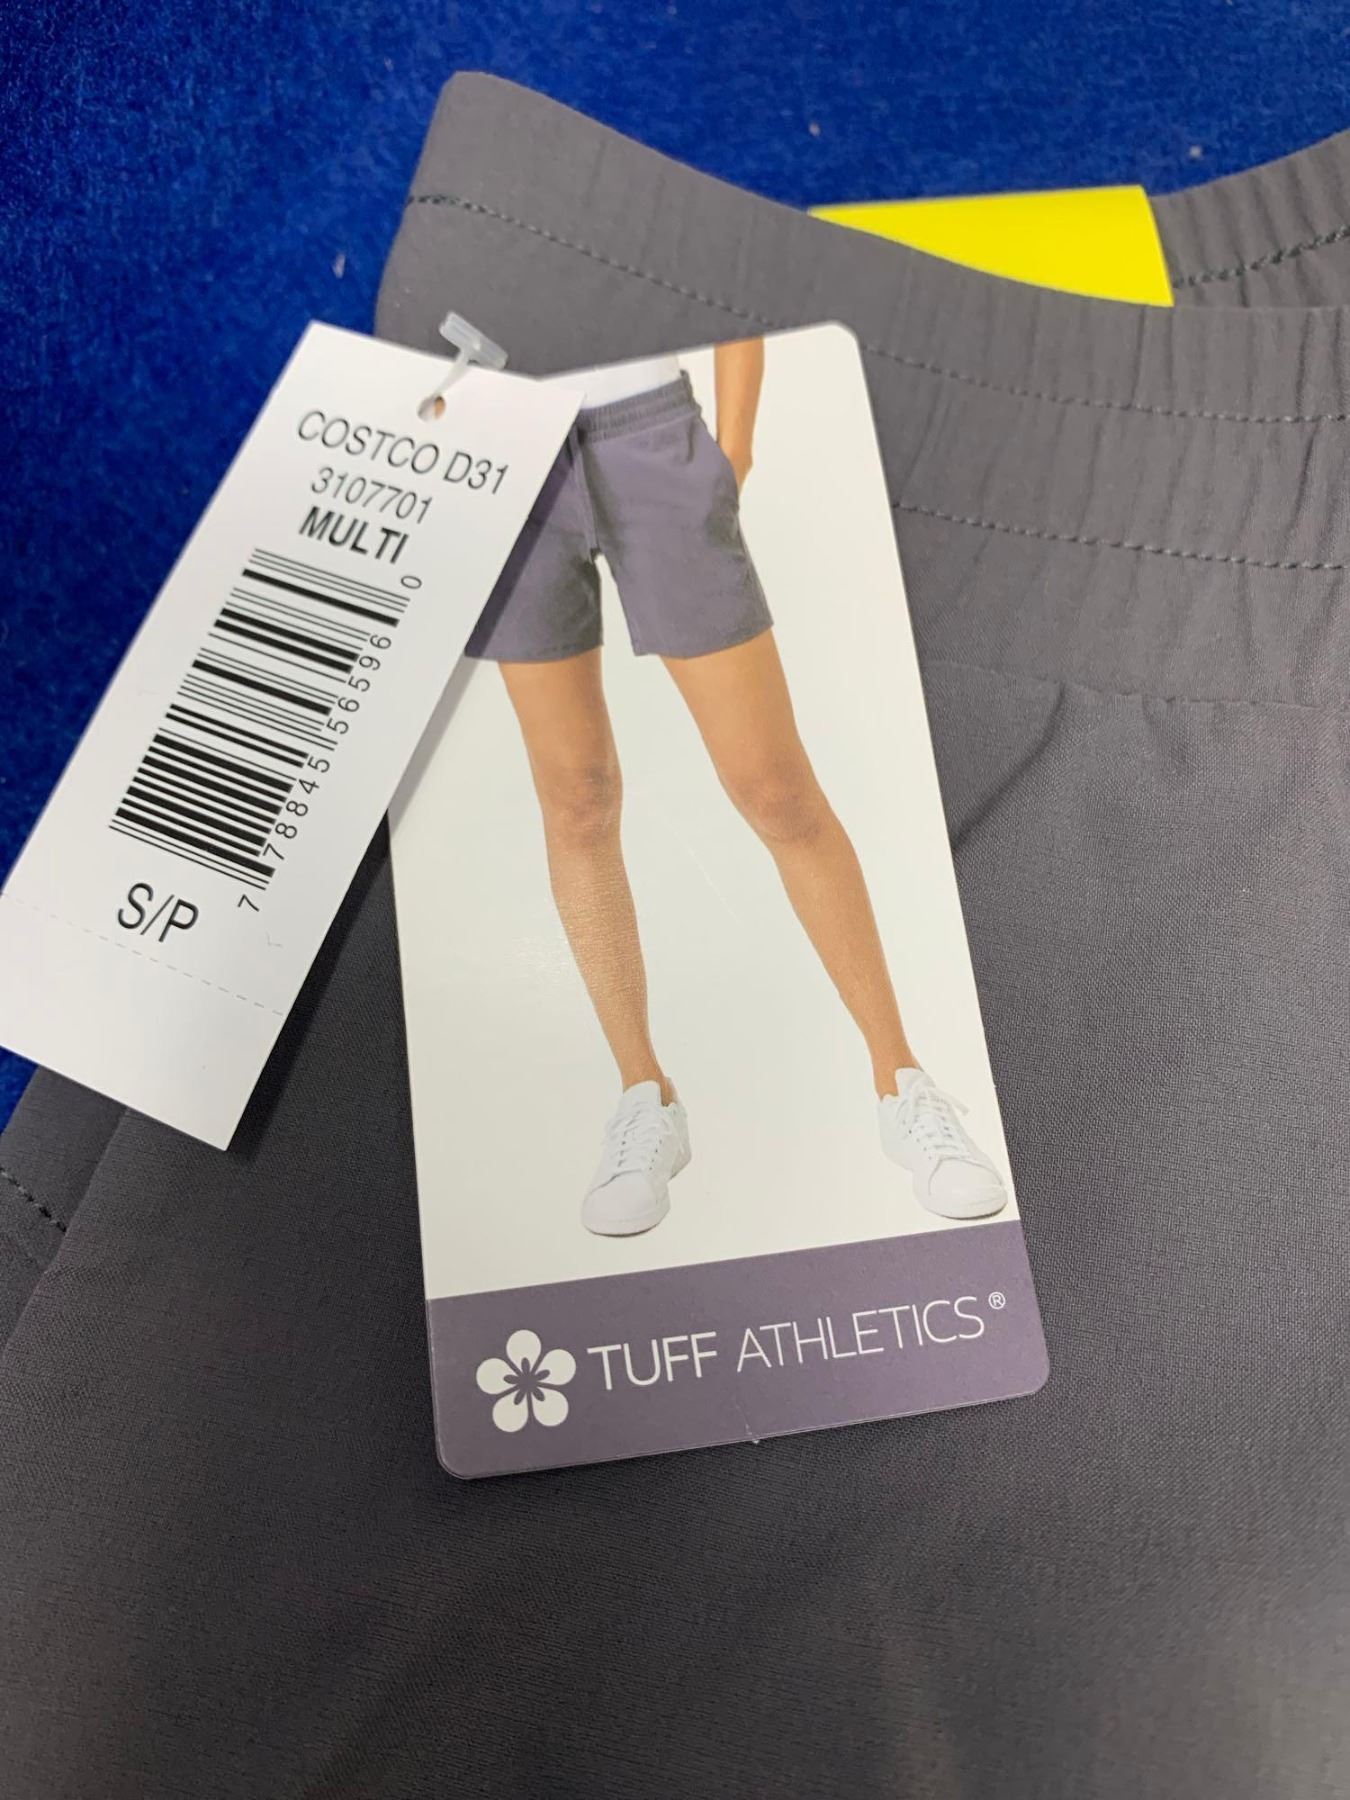 COSTCO D31
3107701
MULTI
7 78845 56596 0
S/P
TUFF ATHLETICS®